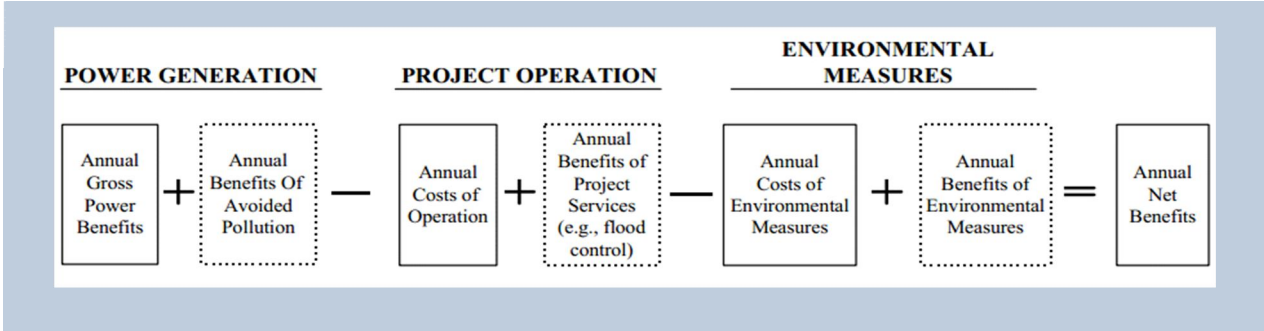 POWER GENERATION
PROJECT OPERATION
ENVIRONMENTAL
MEASURES
Annual
Gross
Power
Benefits
+
Annual
Benefits Of
Avoided
Pollution
—
Annual
Costs of
Operation
+
Annual
Benefits of
Project
Services
(e.g., flood
control)
—
Annual
Costs of
Environmental
Measures
+
Annual
Benefits of
Environmental
Measures
=
Annual
Net
Benefits